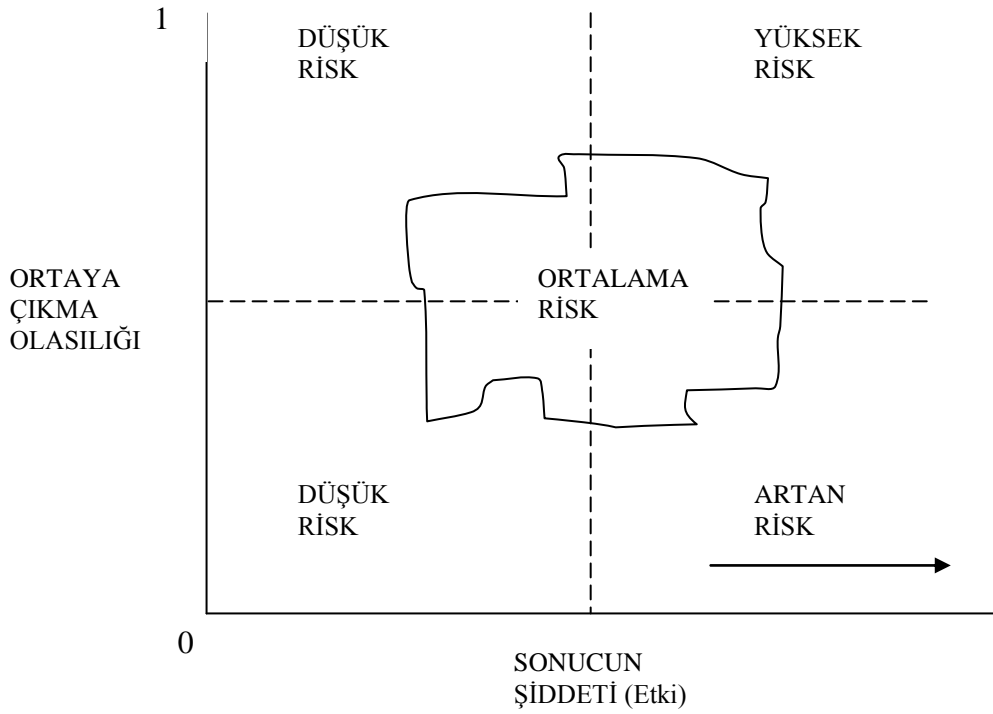 1
DÜŞÜK
RİSK
YÜKSEK
RİSK
ORTAYA
ÇIKMA
OLASILIĞI
ORTALAMA
RİSK
DÜŞÜK
RİSK
ARTAN
RİSK
0
SONUCUN
ŞİDDETİ (Etki)